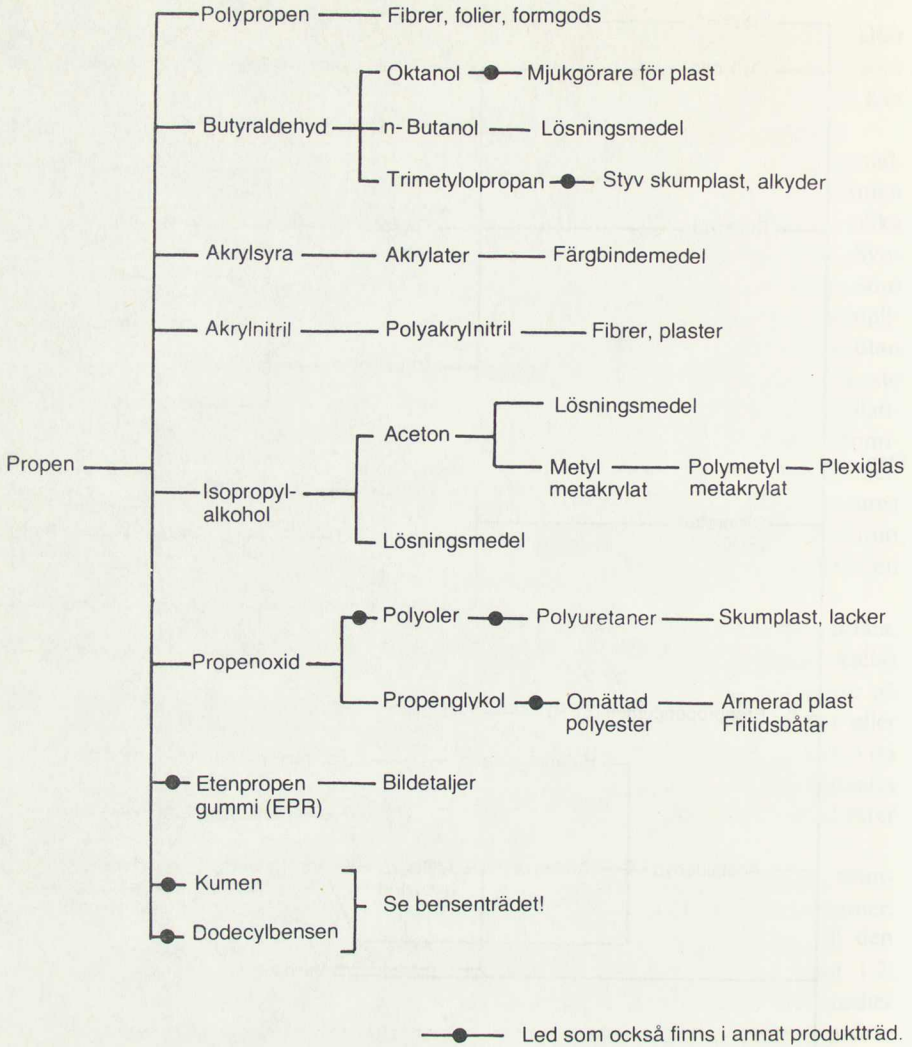 Polypropen Fibrer, folier, formgods
Oktanol Mjukgörare för plast
Butyraldehyd n-Butanol Lösningsmedel
Trimetylolpropan Styv skumplast, alkyder
Akrylsyra Akrylater Färgbindemedel
Akrylnitril Polyakrylnitril Fibrer, plaster
Lösningsmedel
Aceton
Propen
Metyl Polymetyl Plexiglas
metakrylat metakrylat
Isopropyl-
alkohol
Lösningsmedel
Polyoler Polyuretaner Skumplast, lacker
Propenoxid
Propenglykol Omättad Armerad plast
polyester Fritidsbåtar
Etenpropen Bildetaljer
gummi (EPR)
Kumen
Se bensenträdet!
Dodecylbensen
Led som också finns i annat produktträd.